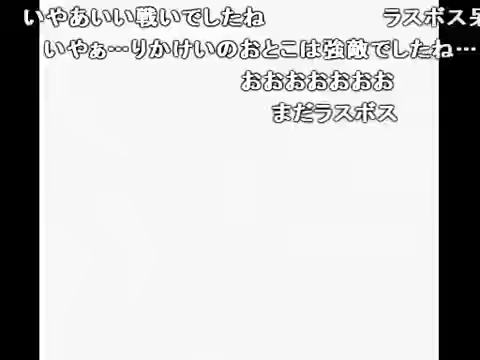 いやあいい戦いでしたね
ラスボス
いやぁ…りかけいのおとこは強敵でしたね…
おおおおおおお
まだラスボス